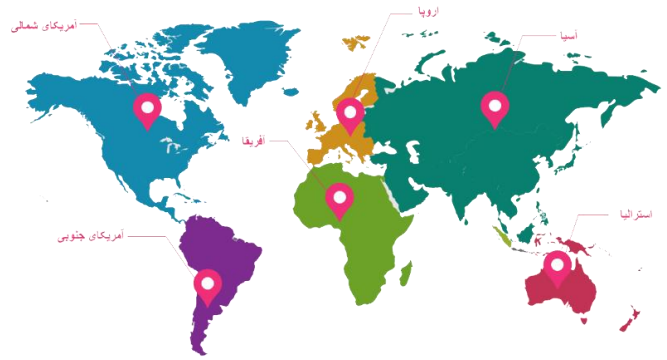 اروپا
آمریکای شمالی
آسیا
آفریقا
استرالیا
آمریکای جنوبی